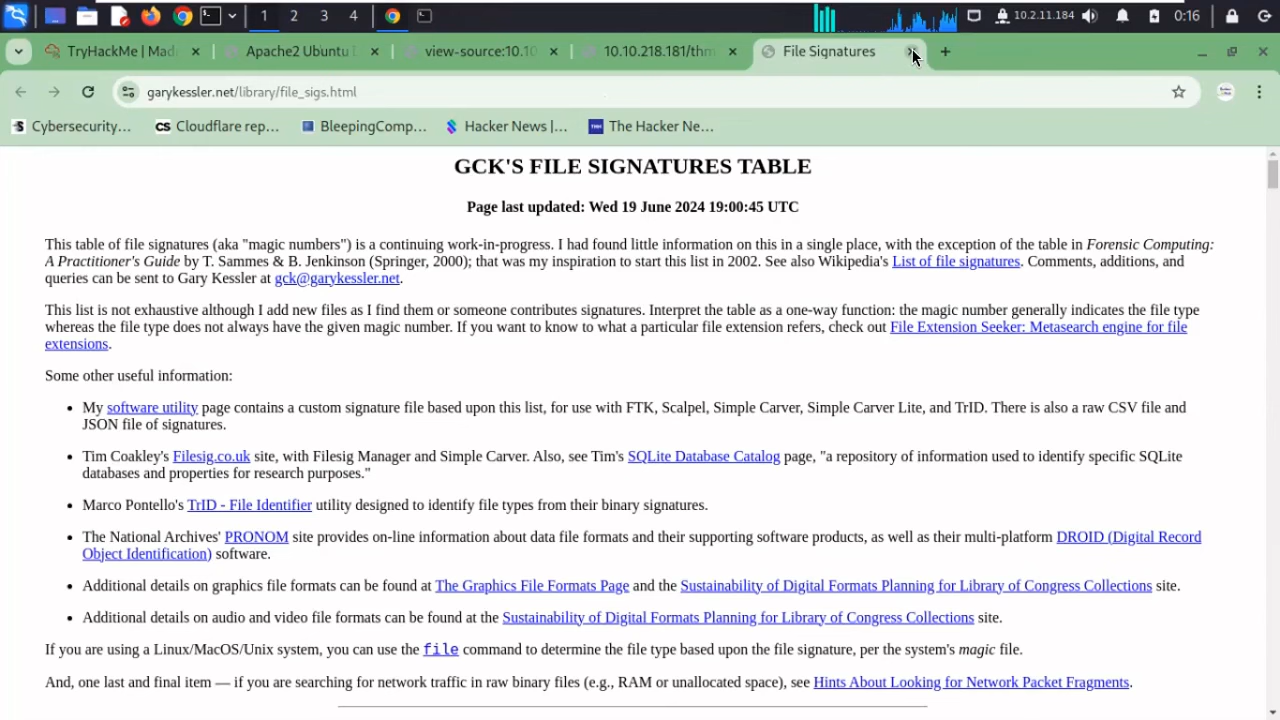 1 2 3 4 10.2.11.184 0:16
TryHackMe | Mad Apache2 Ubuntu view-source:10.10 10.10.218.181/thm File Signatures
garykessler.net/library/file_sigs.html
Cybersecurity... Cloudflare rep... BleepingComp... Hacker News |... The Hacker Ne...
GCK'S FILE SIGNATURES TABLE
Page last updated: Wed 19 June 2024 19:00:45 UTC
This table of file signatures (aka "magic numbers") is a continuing work-in-progress. I had found little information on this in a single place, with the exception of the table in Forensic Computing:
A Practitioner's Guide by T. Sammes & B. Jenkinson (Springer, 2000); that was my inspiration to start this list in 2002. See also Wikipedia's List of file signatures. Comments, additions, and
queries can be sent to Gary Kessler at gck@garykessler.net.
This list is not exhaustive although I add new files as I find them or someone contributes signatures. Interpret the table as a one-way function: the magic number generally indicates the file type
whereas the file type does not always have the given magic number. If you want to know to what a particular file extension refers, check out File Extension Seeker: Metasearch engine for file
extensions.
Some other useful information:
• My software utility page contains a custom signature file based upon this list, for use with FTK, Scalpel, Simple Carver, Simple Carver Lite, and TrID. There is also a raw CSV file and
JSON file of signatures.
• Tim Coakley's Filesig.co.uk site, with Filesig Manager and Simple Carver. Also, see Tim's SQLite Database Catalog page, "a repository of information used to identify specific SQLite
databases and properties for research purposes."
• Marco Pontello's TrID - File Identifier utility designed to identify file types from their binary signatures.
• The National Archives' PRONOM site provides on-line information about data file formats and their supporting software products, as well as their multi-platform DROID (Digital Record
Object Identification) software.
• Additional details on graphics file formats can be found at The Graphics File Formats Page and the Sustainability of Digital Formats Planning for Library of Congress Collections site.
• Additional details on audio and video file formats can be found at the Sustainability of Digital Formats Planning for Library of Congress Collections site.
If you are using a Linux/MacOS/Unix system, you can use the file command to determine the file type based upon the file signature, per the system's magic file.
And, one last and final item — if you are searching for network traffic in raw binary files (e.g., RAM or unallocated space), see Hints About Looking for Network Packet Fragments.